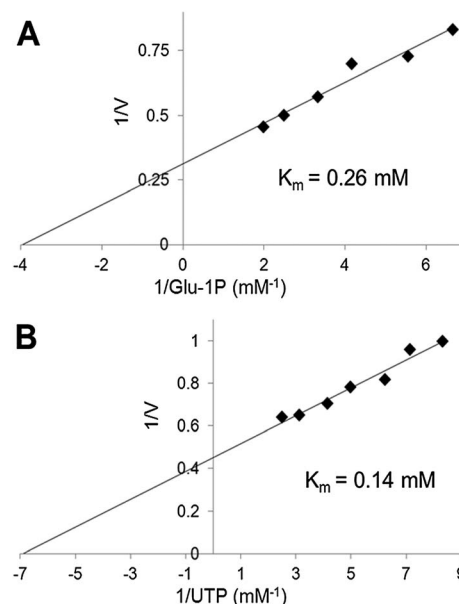 A
0.75
0.5
0.25
0
1/V
Km = 0.26 mM
-4 -2 0 2 4 6
1/Glu-1P (mM-1)
B
1
0.8
0.6
0.4
0.2
0
1/V
Km = 0.14 mM
-7 -5 -3 -1 1 3 5 7 9
1/UTP (mM-1)